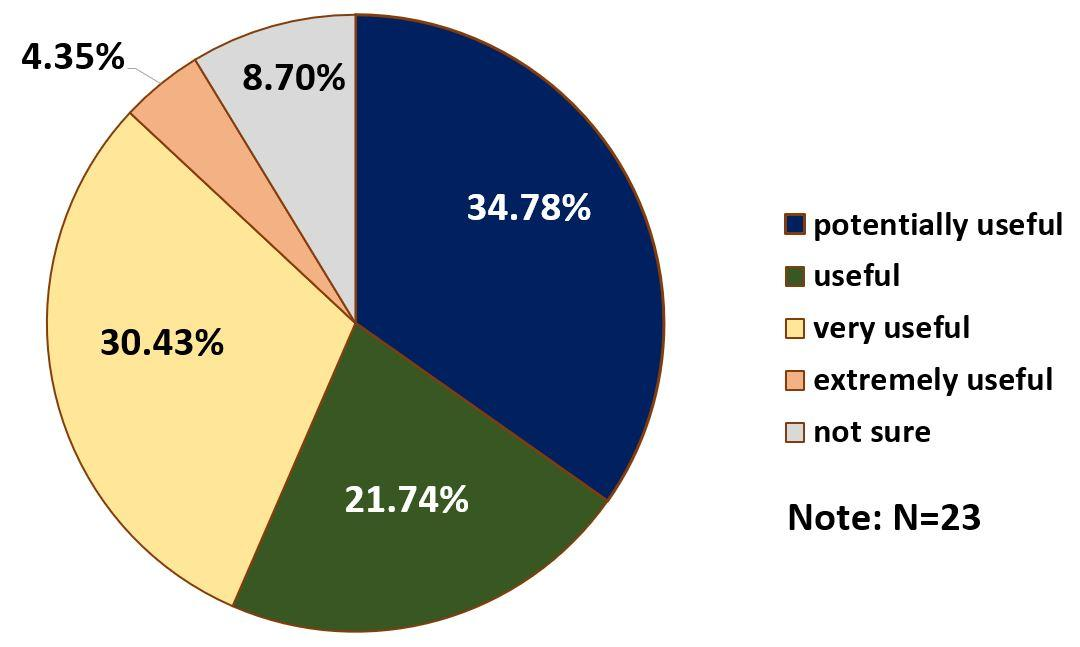 4.35%
8.70%
34.78%
30.43%
21.74%
potentially useful
useful
very useful
extremely useful
not sure
Note: N=23